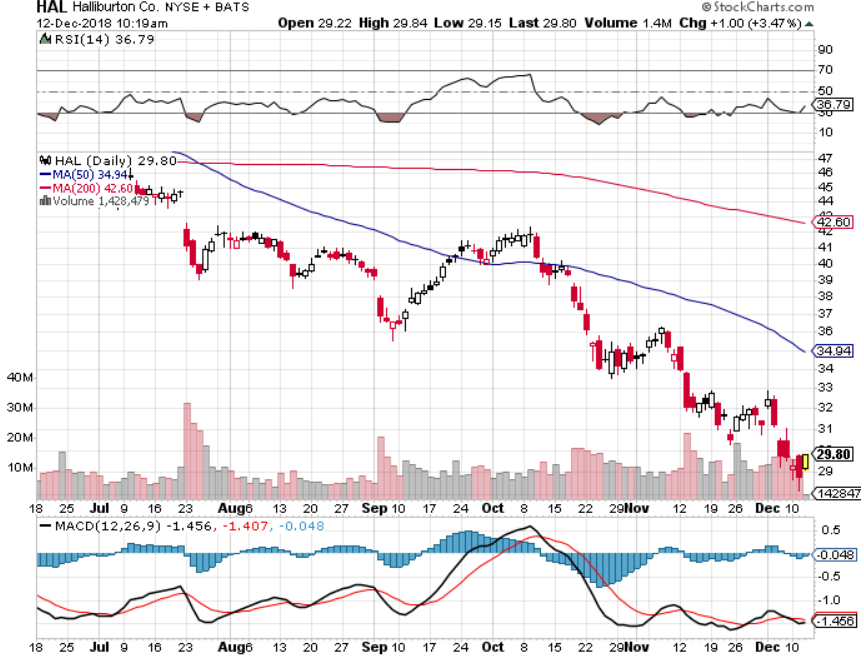 HAL Halliburton Co. NYSE + BATS
© StockCharts.com
12-Dec-2018 10:19am
Open 29.22 High 29.84 Low 29.15 Last 29.80 Volume 1.4M Chg +1.00 (+3.47%)
RSI(14) 36.79
90
70
50
36.79
30
10
HAL (Daily) 29.80
MA(50) 34.94
MA(200) 42.60
Volume 1,428,479
47
46
45
44
43
42.60
42
41
40
39
38
37
36
34.94
34
33
32
31
29.80
29
142847
40M
30M
20M
10M
18 25 Jul 9 16 23 Aug 6 13 20 27 Sep 10 17 24 Oct 8 15 22 29 Nov 12 19 26 Dec 10
MACD(12,26,9) -1.456, -1.407, -0.048
0.5
-0.048
-0.5
-1.0
-1.456
18 25 Jul 9 16 23 Aug 6 13 20 27 Sep 10 17 24 Oct 8 15 22 29 Nov 12 19 26 Dec 10